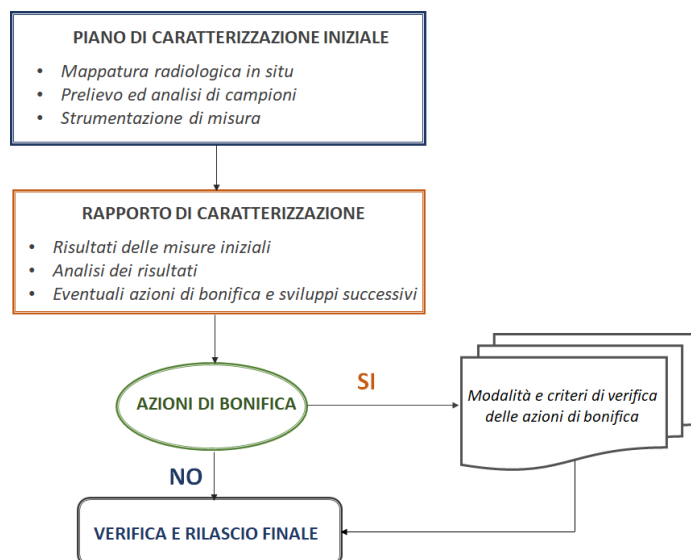 PIANO DI CARATTERIZZAZIONE INIZIALE
• Mappatura radiologica in situ
• Prelievo ed analisi di campioni
• Strumentazione di misura
RAPPORTO DI CARATTERIZZAZIONE
• Risultati delle misure iniziali
• Analisi dei risultati
• Eventuali azioni di bonifica e sviluppi successivi
AZIONI DI BONIFICA
SI
Modalità e criteri di verifica
delle azioni di bonifica
NO
VERIFICA E RILASCIO FINALE